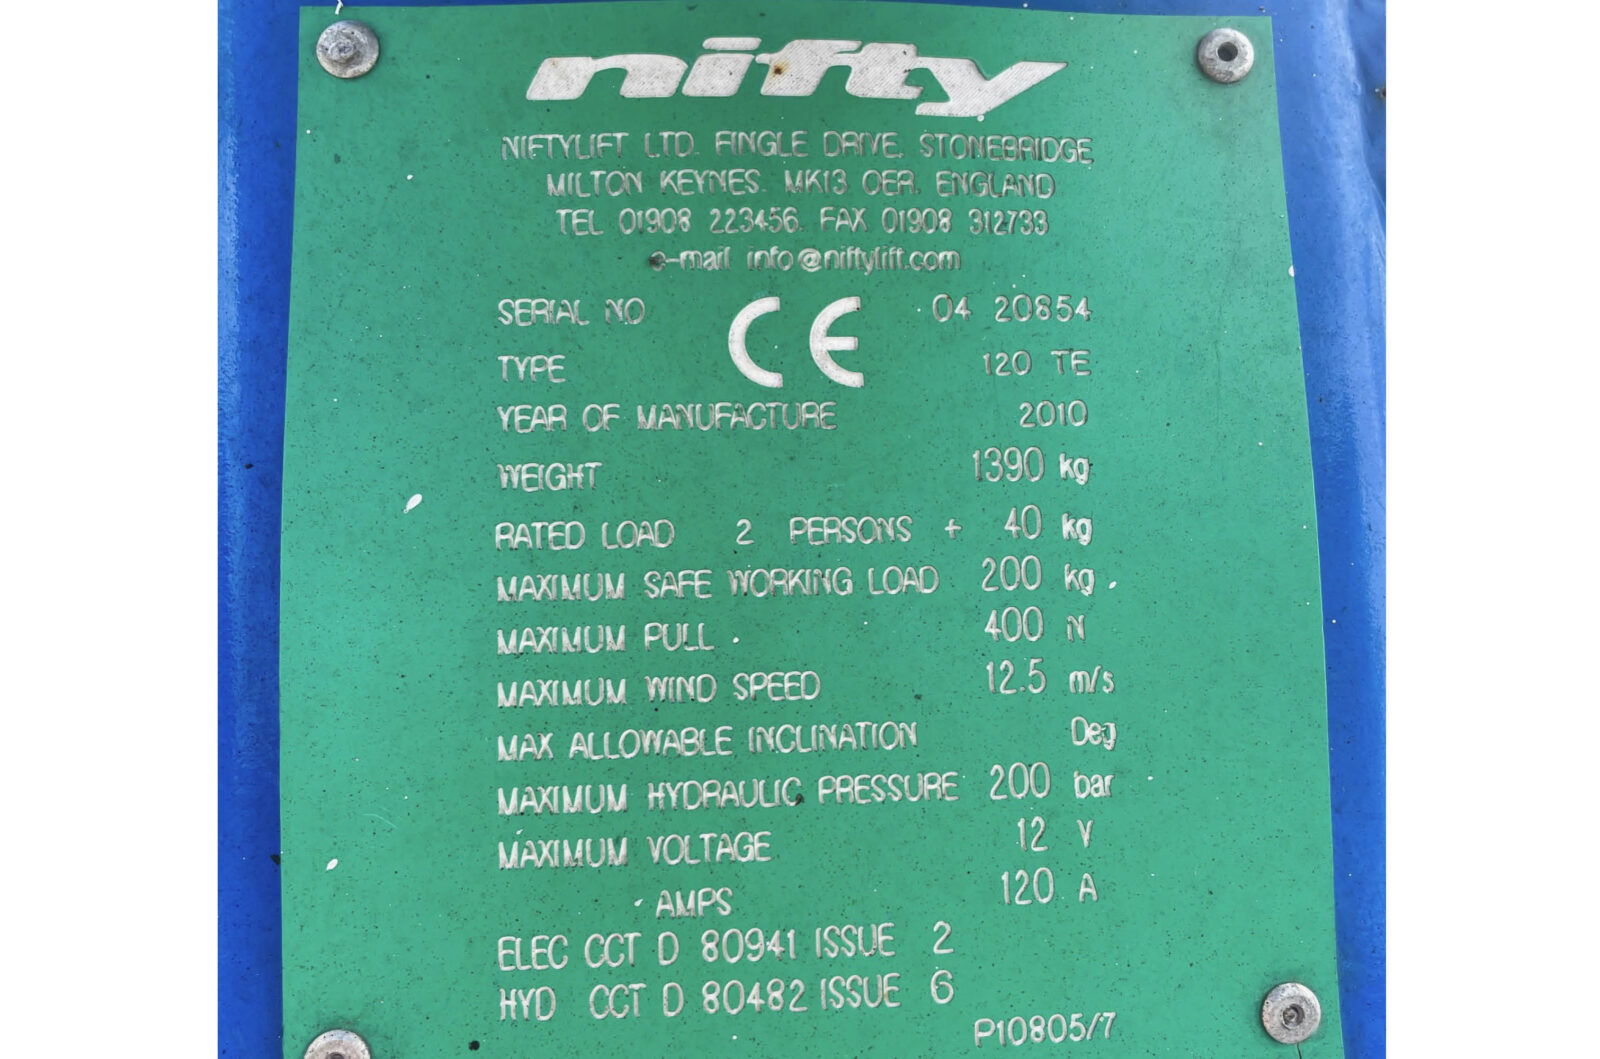 nifty
NIFTYLIFT LTD. FINGLE DRIVE. STONEBRIDGE
MILTON KEYNES. MK13 OER. ENGLAND
TEL 01908 223456. FAX 01908 312733
e-mail info@niftylift.com
SERIAL NO CE 04 20854
TYPE 120 TE
YEAR OF MANUFACTURE 2010
WEIGHT 1390 kg
RATED LOAD 2 PERSONS + 40 kg
MAXIMUM SAFE WORKING LOAD 200 kg
MAXIMUM PULL 400 N
MAXIMUM WIND SPEED 12.5 m/s
MAX ALLOWABLE INCLINATION Deg
MAXIMUM HYDRAULIC PRESSURE 200 bar
MAXIMUM VOLTAGE 12 V
AMPS 120 A
ELEC CCT D 80941 ISSUE 2
HYD CCT D 80482 ISSUE 6
P10805/7